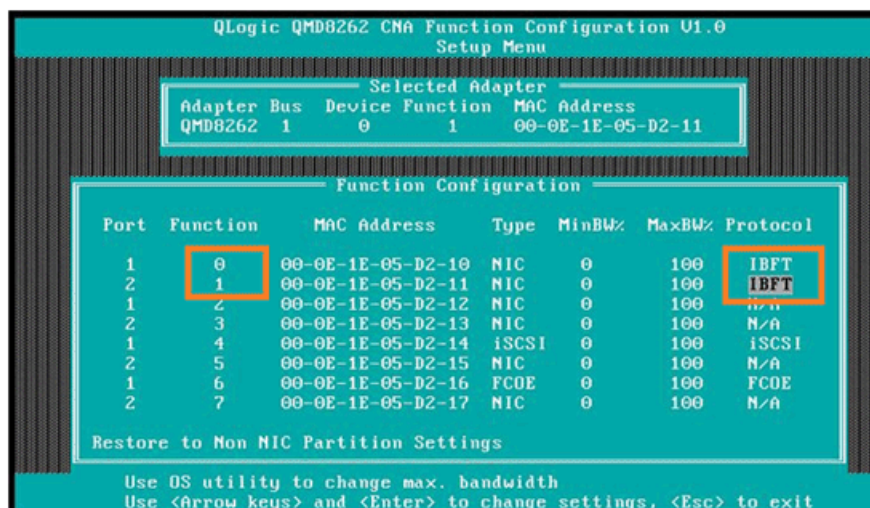 QLogic QMD8262 CNA Function Configuration V1.0
Setup Menu
Selected Adapter
Adapter Bus Device Function MAC Address
QMD8262 1 0 1 00-0E-1E-05-D2-11
Function Configuration
Port Function MAC Address Type MinBW% MaxBW% Protocol
1 0 00-0E-1E-05-D2-10 NIC 0 100 IBFT
2 1 00-0E-1E-05-D2-11 NIC 0 100 IBFT
1 2 00-0E-1E-05-D2-12 NIC 0 100 N/A
2 3 00-0E-1E-05-D2-13 NIC 0 100 N/A
1 4 00-0E-1E-05-D2-14 iSCSI 0 100 iSCSI
2 5 00-0E-1E-05-D2-15 NIC 0 100 N/A
1 6 00-0E-1E-05-D2-16 FCOE 0 100 FCOE
2 7 00-0E-1E-05-D2-17 NIC 0 100 N/A
Restore to Non NIC Partition Settings
Use OS utility to change max. bandwidth
Use <Arrow keys> and <Enter> to change settings, <Esc> to exit